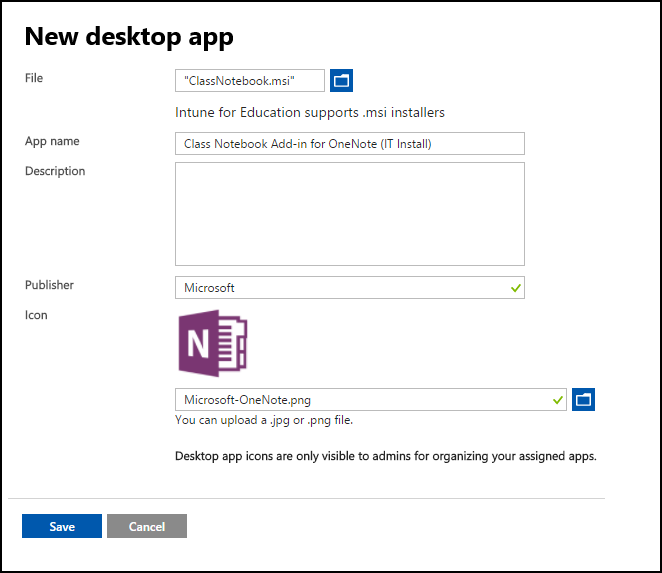 New desktop app
File
"ClassNotebook.msi"
Intune for Education supports .msi installers
App name
Class Notebook Add-in for OneNote (IT Install)
Description
Publisher
Microsoft
Icon
N
Microsoft-OneNote.png
You can upload a .jpg or .png file.
Desktop app icons are only visible to admins for organizing your assigned apps.
Save
Cancel